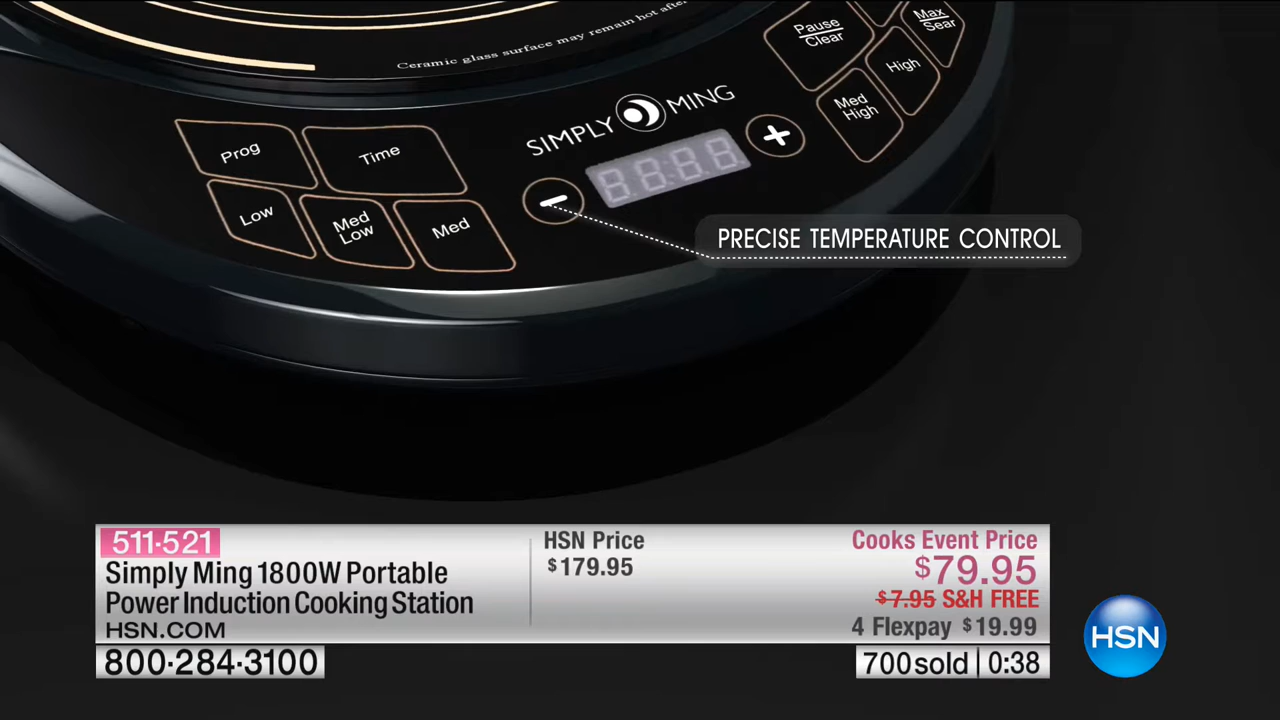 Ceramic glass surface may remain hot after
Pause
Clear
Max
Sear
High
Med
High
SIMPLY MING
Prog
Time
Low
Med
Low
Med
8888
PRECISE TEMPERATURE CONTROL
511·521
Simply Ming 1800W Portable
Power Induction Cooking Station
HSN.COM
800·284·3100
HSN Price
$179.95
Cooks Event Price
$79.95
$7.95 S&H FREE
4 Flexpay $19.99
700 sold 0:38
HSN